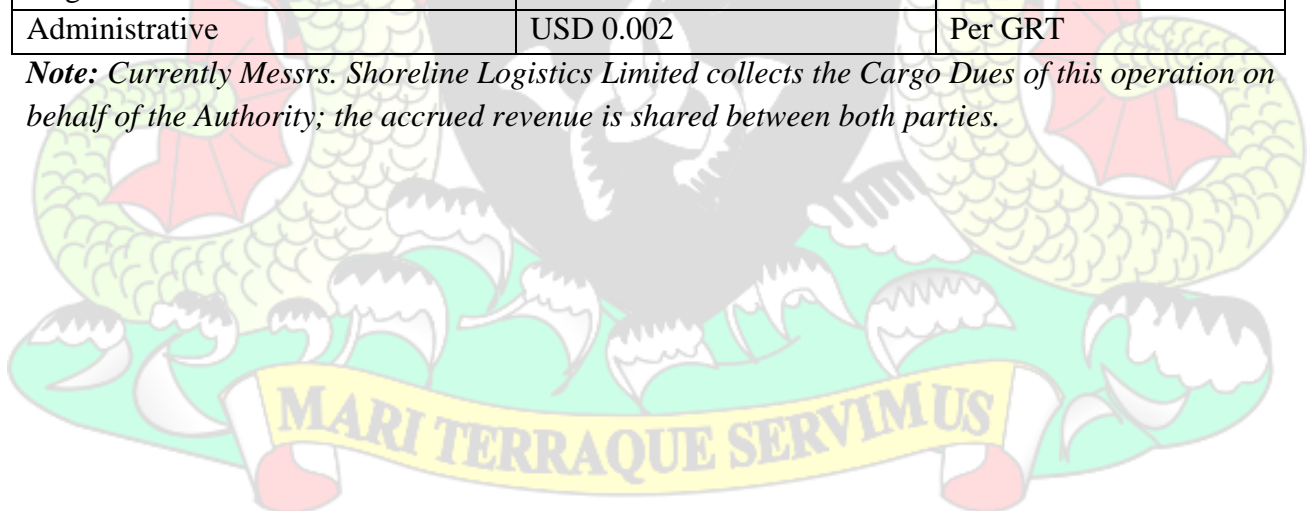 Administrative USD 0.002 Per GRT
Note: Currently Messrs. Shoreline Logistics Limited collects the Cargo Dues of this operation on
behalf of the Authority; the accrued revenue is shared between both parties.
MARI TERRAQUE SERVIMUS